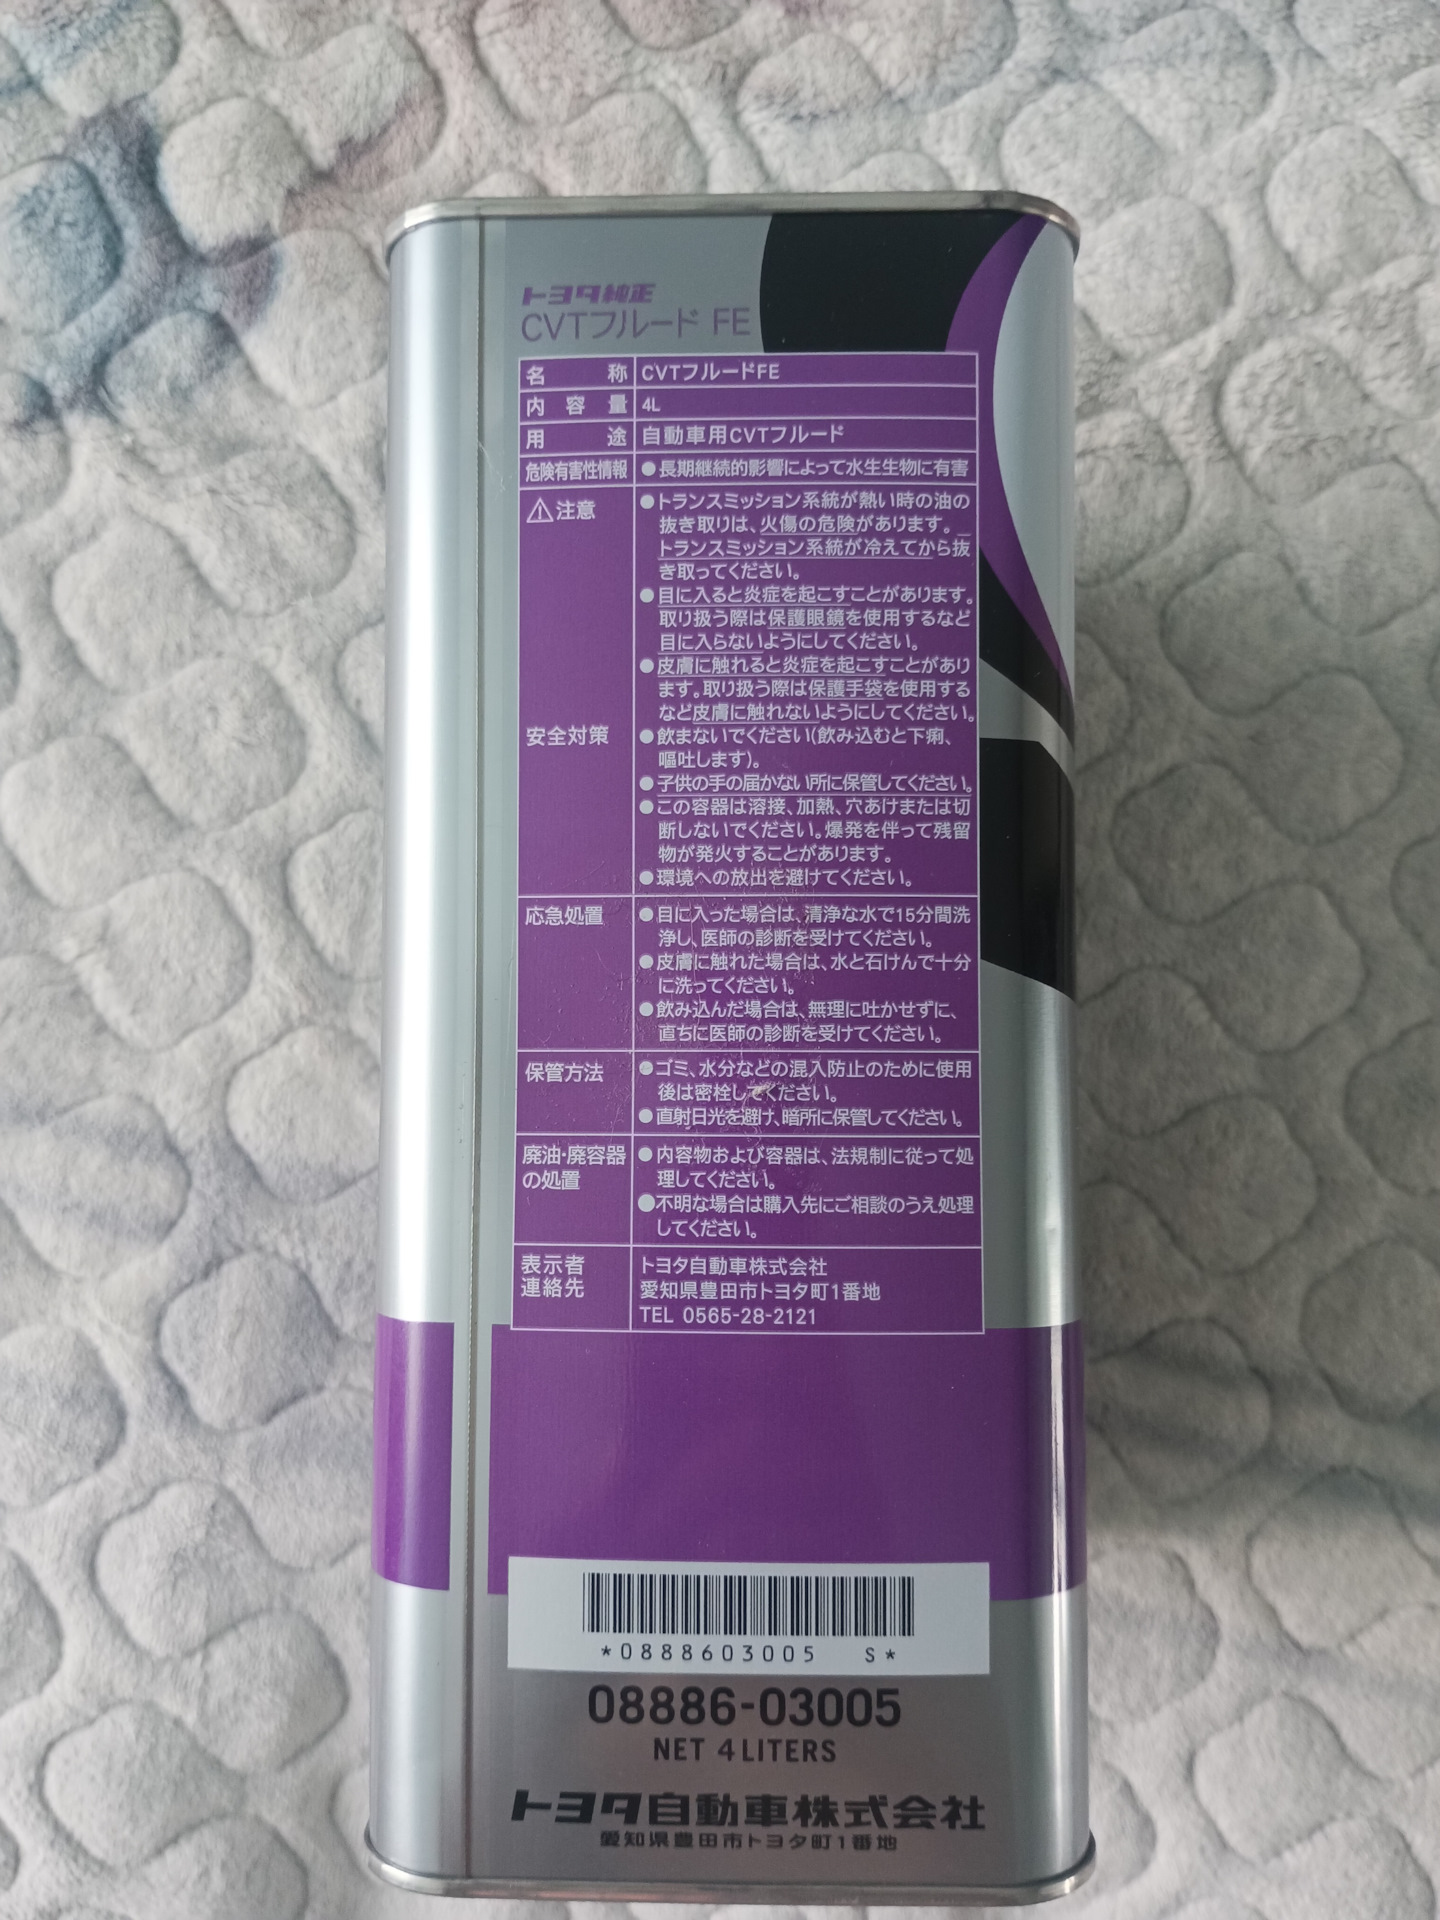 トヨタ純正
CVTフルード FE
名称 CVTフルードFE
内容量 4L
用途 自動車用CVTフルード
危険有害性情報 ●長期継続的影響によって水生生物に有害
⚠注意
●トランスミッション系統が熱い時の油の
抜き取りは、火傷の危険があります。
トランスミッション系統が冷えてから抜
き取ってください。
●目に入ると炎症を起こすことがあります。
取り扱う際は保護眼鏡を使用するなど
目に入らないようにしてください。
●皮膚に触れると炎症を起こすことがあり
ます。取り扱う際は保護手袋を使用する
など皮膚に触れないようにしてください。
安全対策
●飲まないでください(飲み込むと下痢、
嘔吐します)。
●子供の手の届かない所に保管してください。
●この容器は溶接、加熱、穴あけまたは切
断しないでください。爆発を伴って残留
物が発火することがあります。
●環境への放出を避けてください。
応急処置
●目に入った場合は、清浄な水で15分間洗
浄し、医師の診断を受けてください。
●皮膚に触れた場合は、水と石けんで十分
に洗ってください。
●飲み込んだ場合は、無理に吐かせずに、
直ちに医師の診断を受けてください。
保管方法
●ゴミ、水分などの混入防止のために使用
後は密栓してください。
●直射日光を避け、暗所に保管してください。
廃油・廃容器
の処置
●内容物および容器は、法規制に従って処
理してください。
●不明な場合は購入先にご相談のうえ処理
してください。
表示者
連絡先
トヨタ自動車株式会社
愛知県豊田市トヨタ町1番地
TEL 0565-28-2121
*0888603005 S*
08886-03005
NET 4 LITERS
トヨタ自動車株式会社
愛知県豊田市トヨタ町1番地